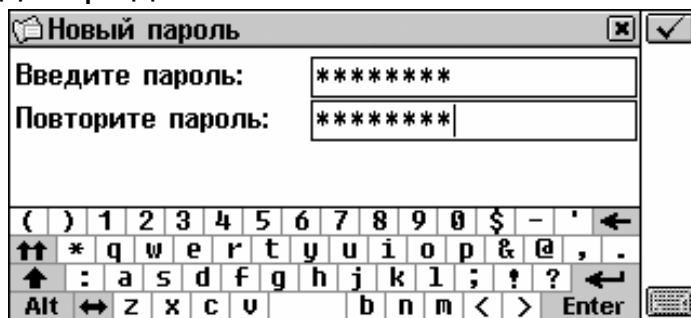 Новый пароль
Введите пароль: ********
Повторите пароль: ********
( ) 1 2 3 4 5 6 7 8 9 0 $ - '
* q w e r t y u i o p & @ , .
: a s d f g h j k l ; ! ?
Alt z x c v b n m < > Enter